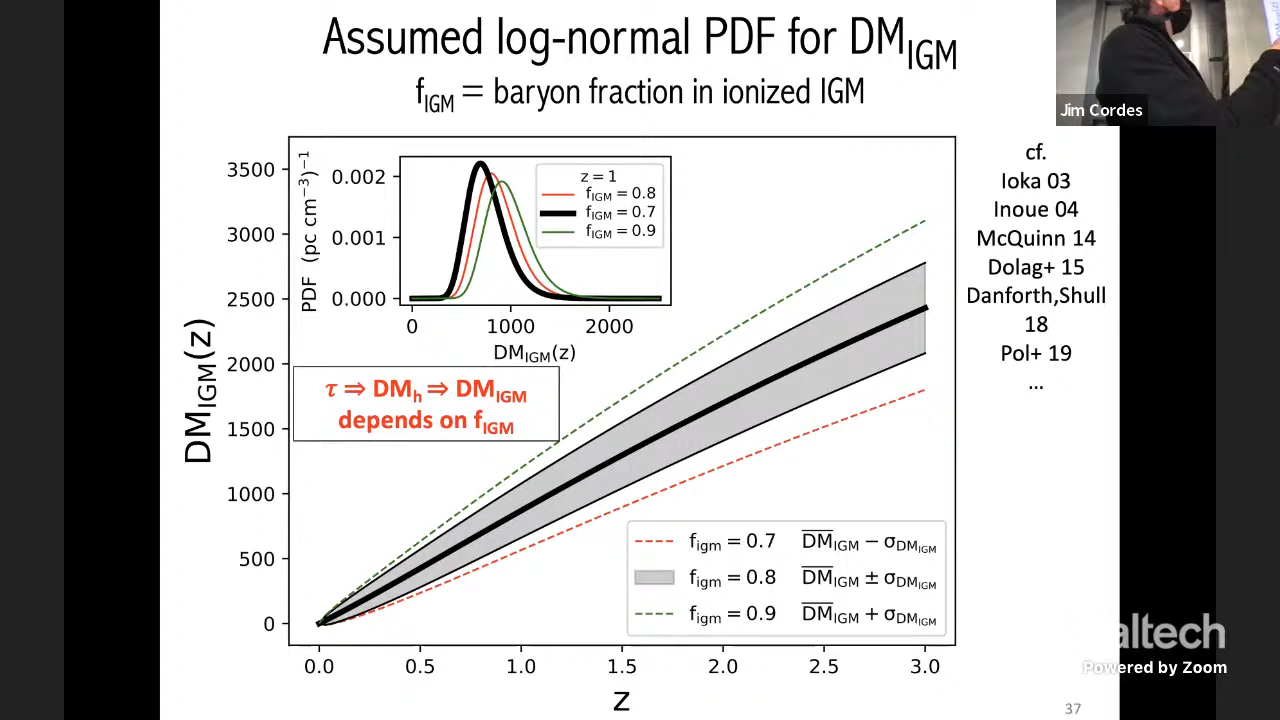 Assumed log-normal PDF for DM_IGM
f_IGM = baryon fraction in ionized IGM
Jim Cordes
cf.
Ioka 03
Inoue 04
McQuinn 14
Dolag+ 15
Danforth,Shull
18
Pol+ 19
...
DM_IGM(z)
3500
3000
2500
2000
1500
1000
500
0
0.0 0.5 1.0 1.5 2.0 2.5 3.0
z
PDF (pc cm⁻³)⁻¹
0.002
0.001
0.000
0 1000 2000
DM_IGM(z)
z = 1
f_IGM = 0.8
f_IGM = 0.7
f_IGM = 0.9
τ ⇒ DM_h ⇒ DM_IGM
depends on f_IGM
f_igm = 0.7 D̅M̅_IGM − σ_DM_IGM
f_igm = 0.8 D̅M̅_IGM ± σ_DM_IGM
f_igm = 0.9 D̅M̅_IGM + σ_DM_IGM
altech
Powered by Zoom
37